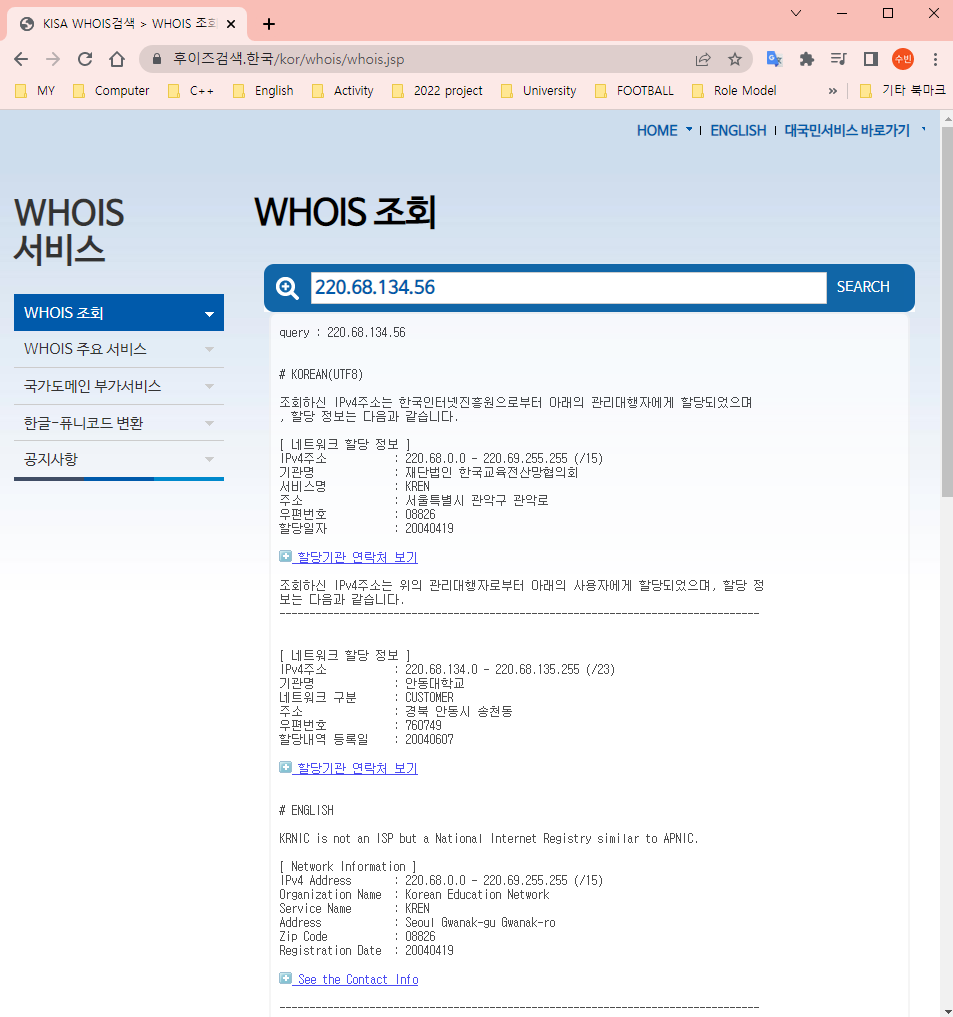 KISA WHOIS검색 > WHOIS 조회
후이즈검색.한국/kor/whois/whois.jsp
수빈
MY
Computer
C++
English
Activity
2022 project
University
FOOTBALL
Role Model
»
기타 북마크
HOME
ENGLISH
대국민서비스 바로가기
WHOIS
서비스
WHOIS 조회
WHOIS 주요 서비스
국가도메인 부가서비스
한글-퓨니코드 변환
공지사항
WHOIS 조회
220.68.134.56
SEARCH
query : 220.68.134.56
# KOREAN(UTF8)
조회하신 IPv4주소는 한국인터넷진흥원으로부터 아래의 관리대행자에게 할당되었으며
, 할당 정보는 다음과 같습니다.
[ 네트워크 할당 정보 ]
IPv4주소 : 220.68.0.0 - 220.69.255.255 (/15)
기관명 : 재단법인 한국교육전산망협의회
서비스명 : KREN
주소 : 서울특별시 관악구 관악로
우편번호 : 08826
할당일자 : 20040419
할당기관 연락처 보기
조회하신 IPv4주소는 위의 관리대행자로부터 아래의 사용자에게 할당되었으며, 할당 정
보는 다음과 같습니다.
--------------------------------------------------------------------------------
[ 네트워크 할당 정보 ]
IPv4주소 : 220.68.134.0 - 220.68.135.255 (/23)
기관명 : 안동대학교
네트워크 구분 : CUSTOMER
주소 : 경북 안동시 송천동
우편번호 : 760749
할당내역 등록일 : 20040607
할당기관 연락처 보기
# ENGLISH
KRNIC is not an ISP but a National Internet Registry similar to APNIC.
[ Network Information ]
IPv4 Address : 220.68.0.0 - 220.69.255.255 (/15)
Organization Name : Korean Education Network
Service Name : KREN
Address : Seoul Gwanak-gu Gwanak-ro
Zip Code : 08826
Registration Date : 20040419
See the Contact Info
--------------------------------------------------------------------------------